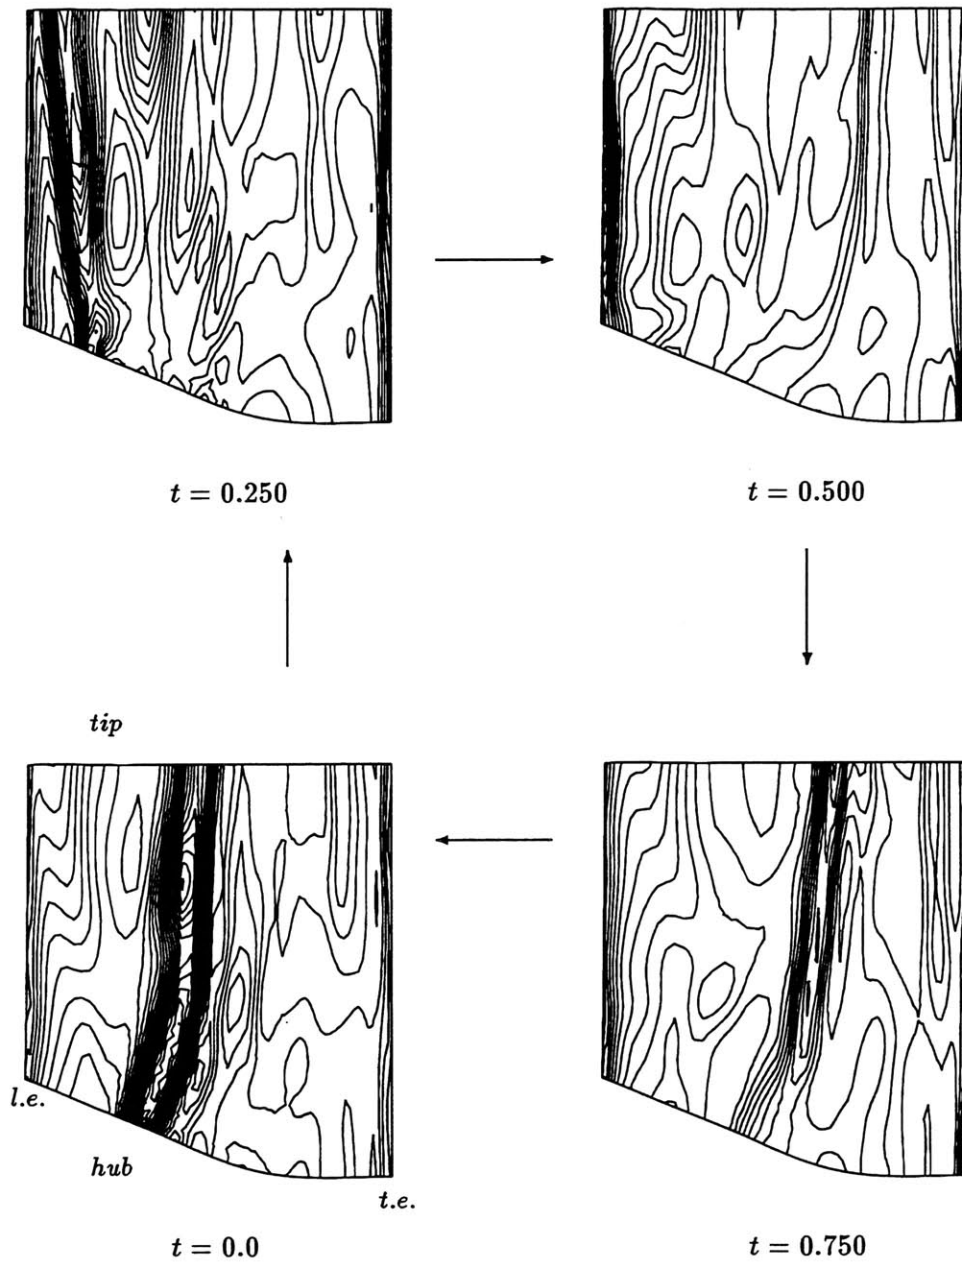 t = 0.250
t = 0.500
tip
l.e.
hub
t.e.
t = 0.0
t = 0.750